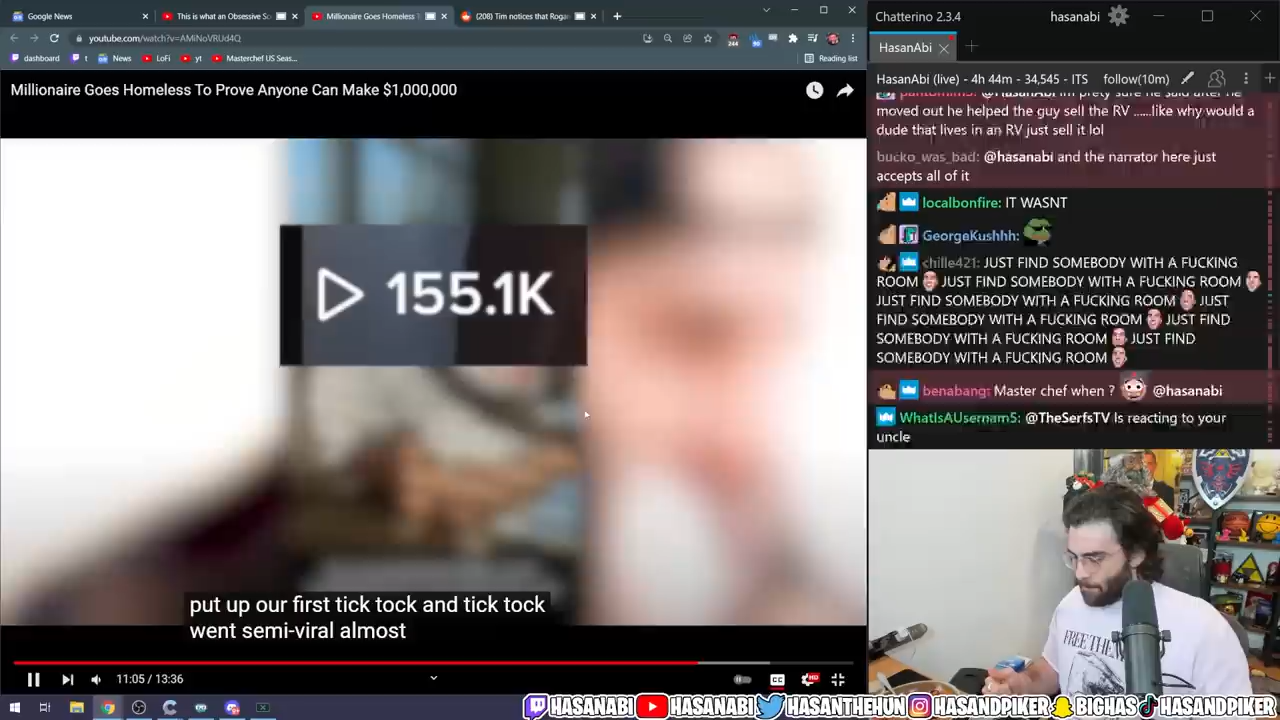 Google News
This is what an Obsessive So
Millionaire Goes Homeless T
(208) Tim notices that Roga
youtube.com/watch?v=AMiNoVRUd4Q
244
dashboard
t
News
LoFi
yt
Masterchef US Seas...
Reading list
Millionaire Goes Homeless To Prove Anyone Can Make $1,000,000
155.1K
put up our first tick tock and tick tock
went semi-viral almost
11:05 / 13:36
CC
HD
Chatterino 2.3.4
hasanabi
HasanAbi
HasanAbi (live) - 4h 44m - 34,545 - ITS
follow(10m)
moved out he helped the guy sell the RV ......like why would a
dude that lives in an RV just sell it lol
bucko_was_bad: @hasanabi and the narrator here just
accepts all of it
localbonfire: IT WASNT
GeorgeKushhh:
chille421: JUST FIND SOMEBODY WITH A FUCKING
ROOM JUST FIND SOMEBODY WITH A FUCKING ROOM
JUST FIND SOMEBODY WITH A FUCKING ROOM JUST
FIND SOMEBODY WITH A FUCKING ROOM JUST FIND
SOMEBODY WITH A FUCKING ROOM JUST FIND
SOMEBODY WITH A FUCKING ROOM
benabang: Master chef when ? @hasanabi
WhatIsAUsernam5: @TheSerfsTV Is reacting to your
uncle
FREE THE
HASANABI HASANABI HASANTHEHUN HASANDPIKER BIGHAS HASANDPIKER